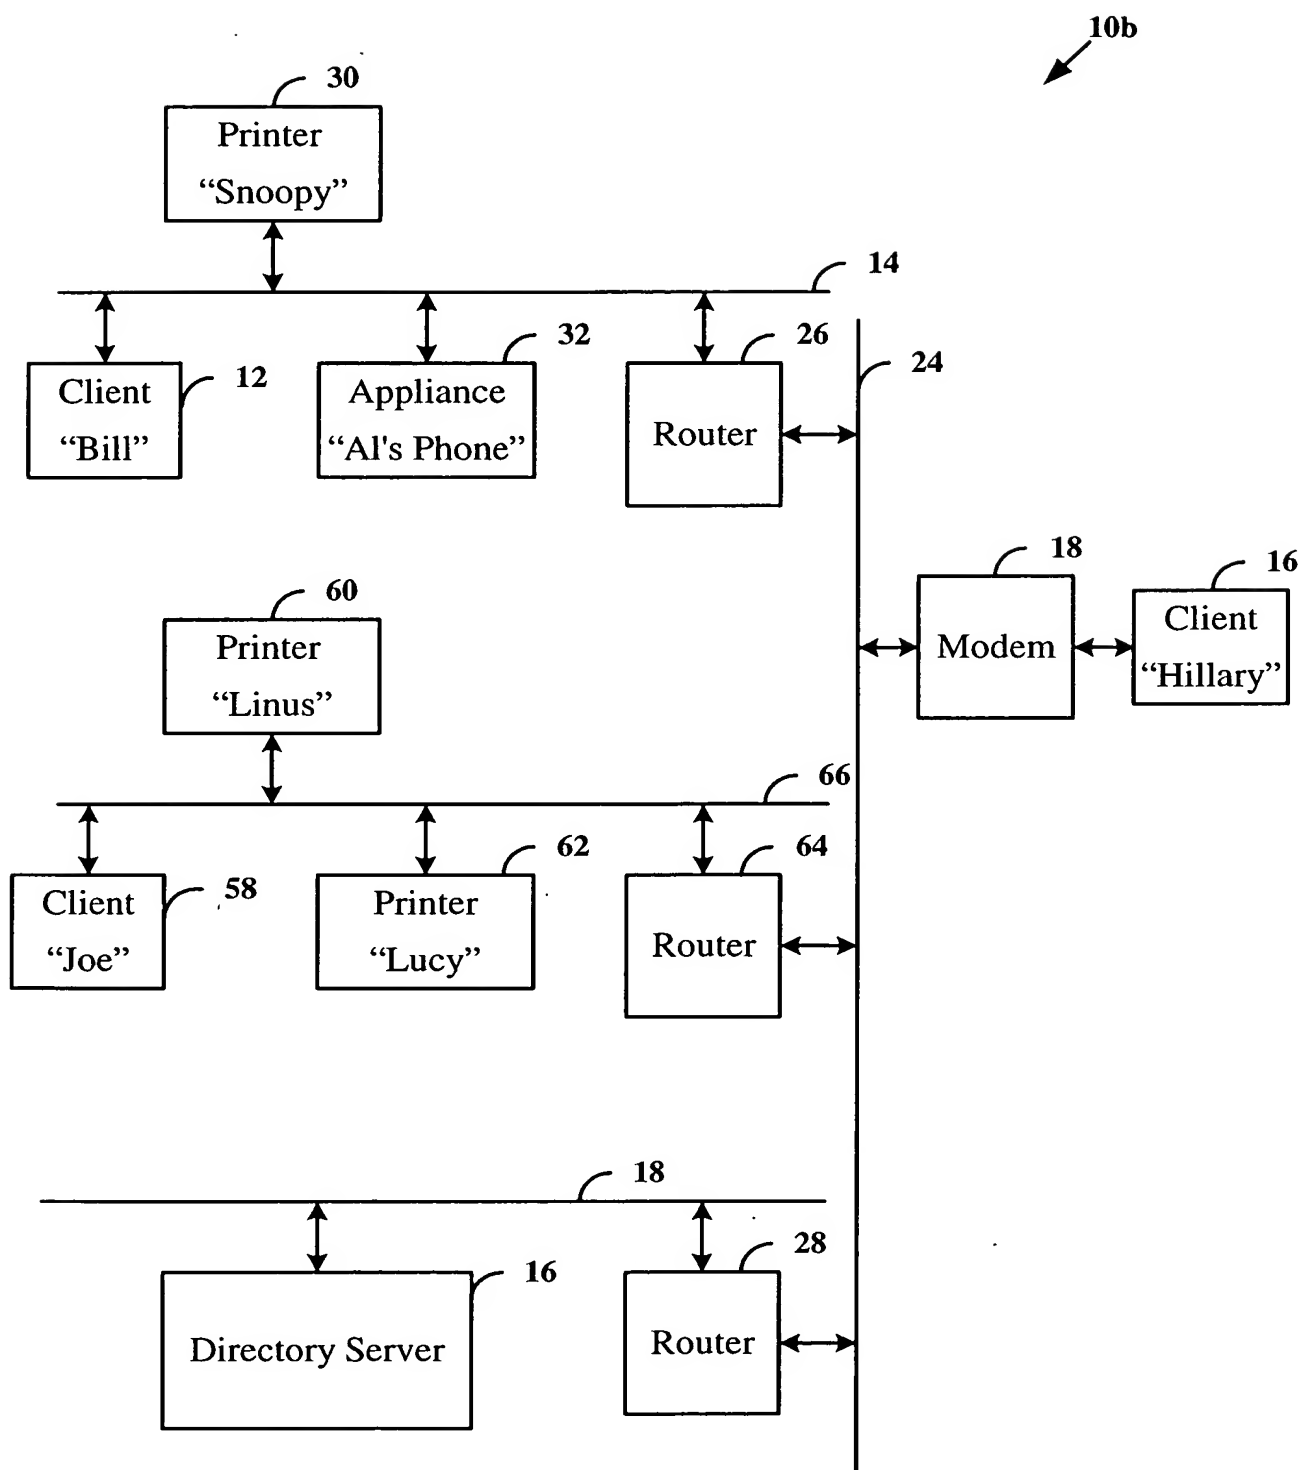 10b
30
Printer
“Snoopy”
14
32
26
24
12
Client
“Bill”
Appliance
“Al's Phone”
Router
18
16
Modem
Client
“Hillary”
60
Printer
“Linus”
66
62
64
58
Client
“Joe”
Printer
“Lucy”
Router
18
28
16
Directory Server
Router